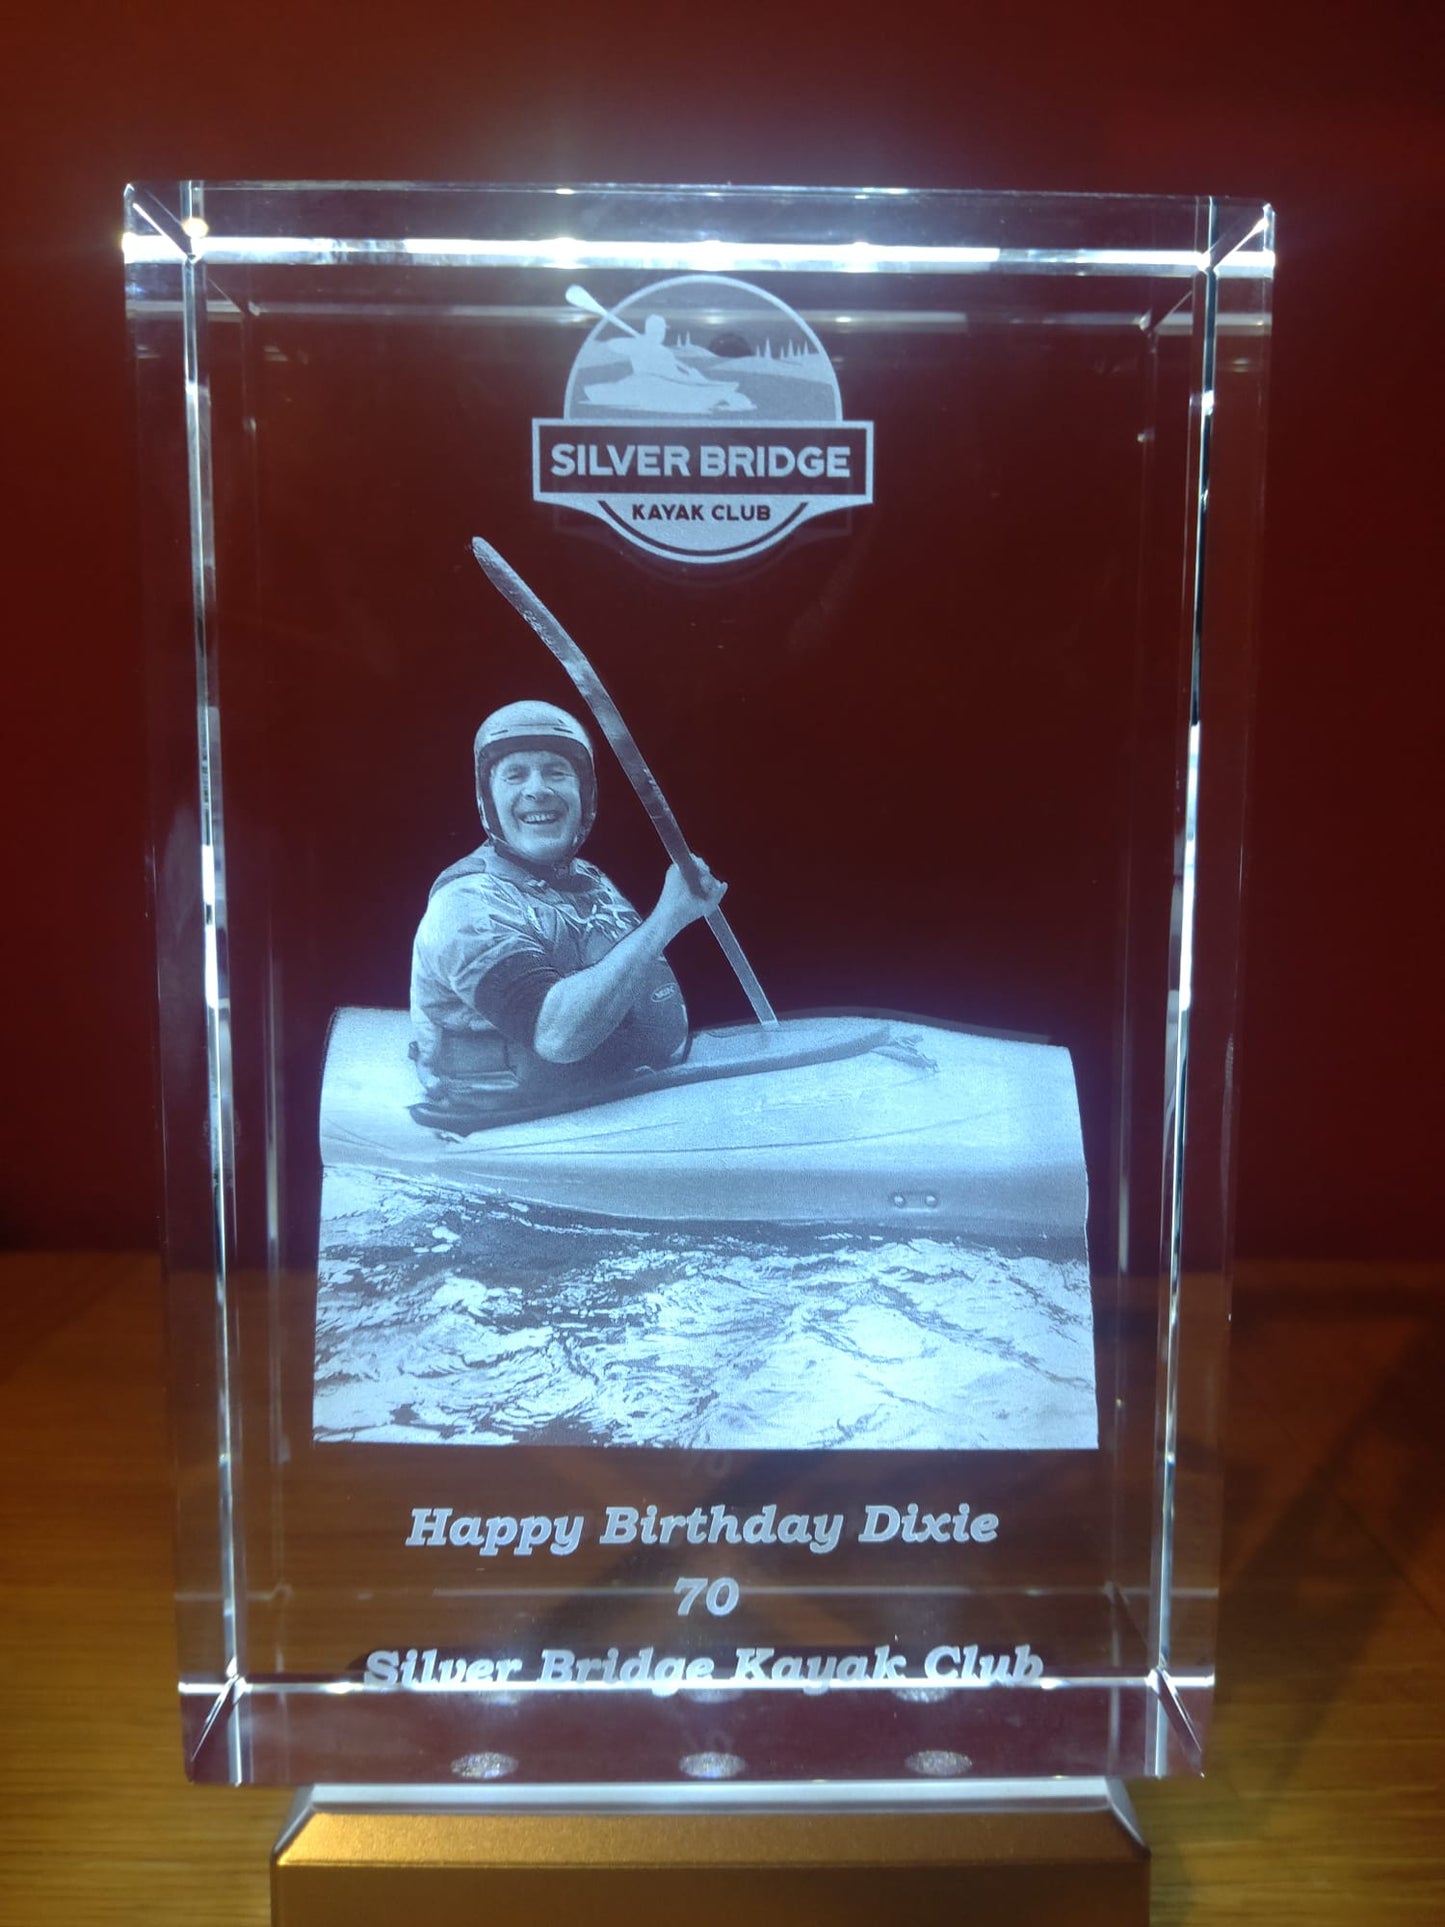 SILVER BRIDGE
KAYAK CLUB
Happy Birthday Dixie
70
Silver Bridge Kayak Club